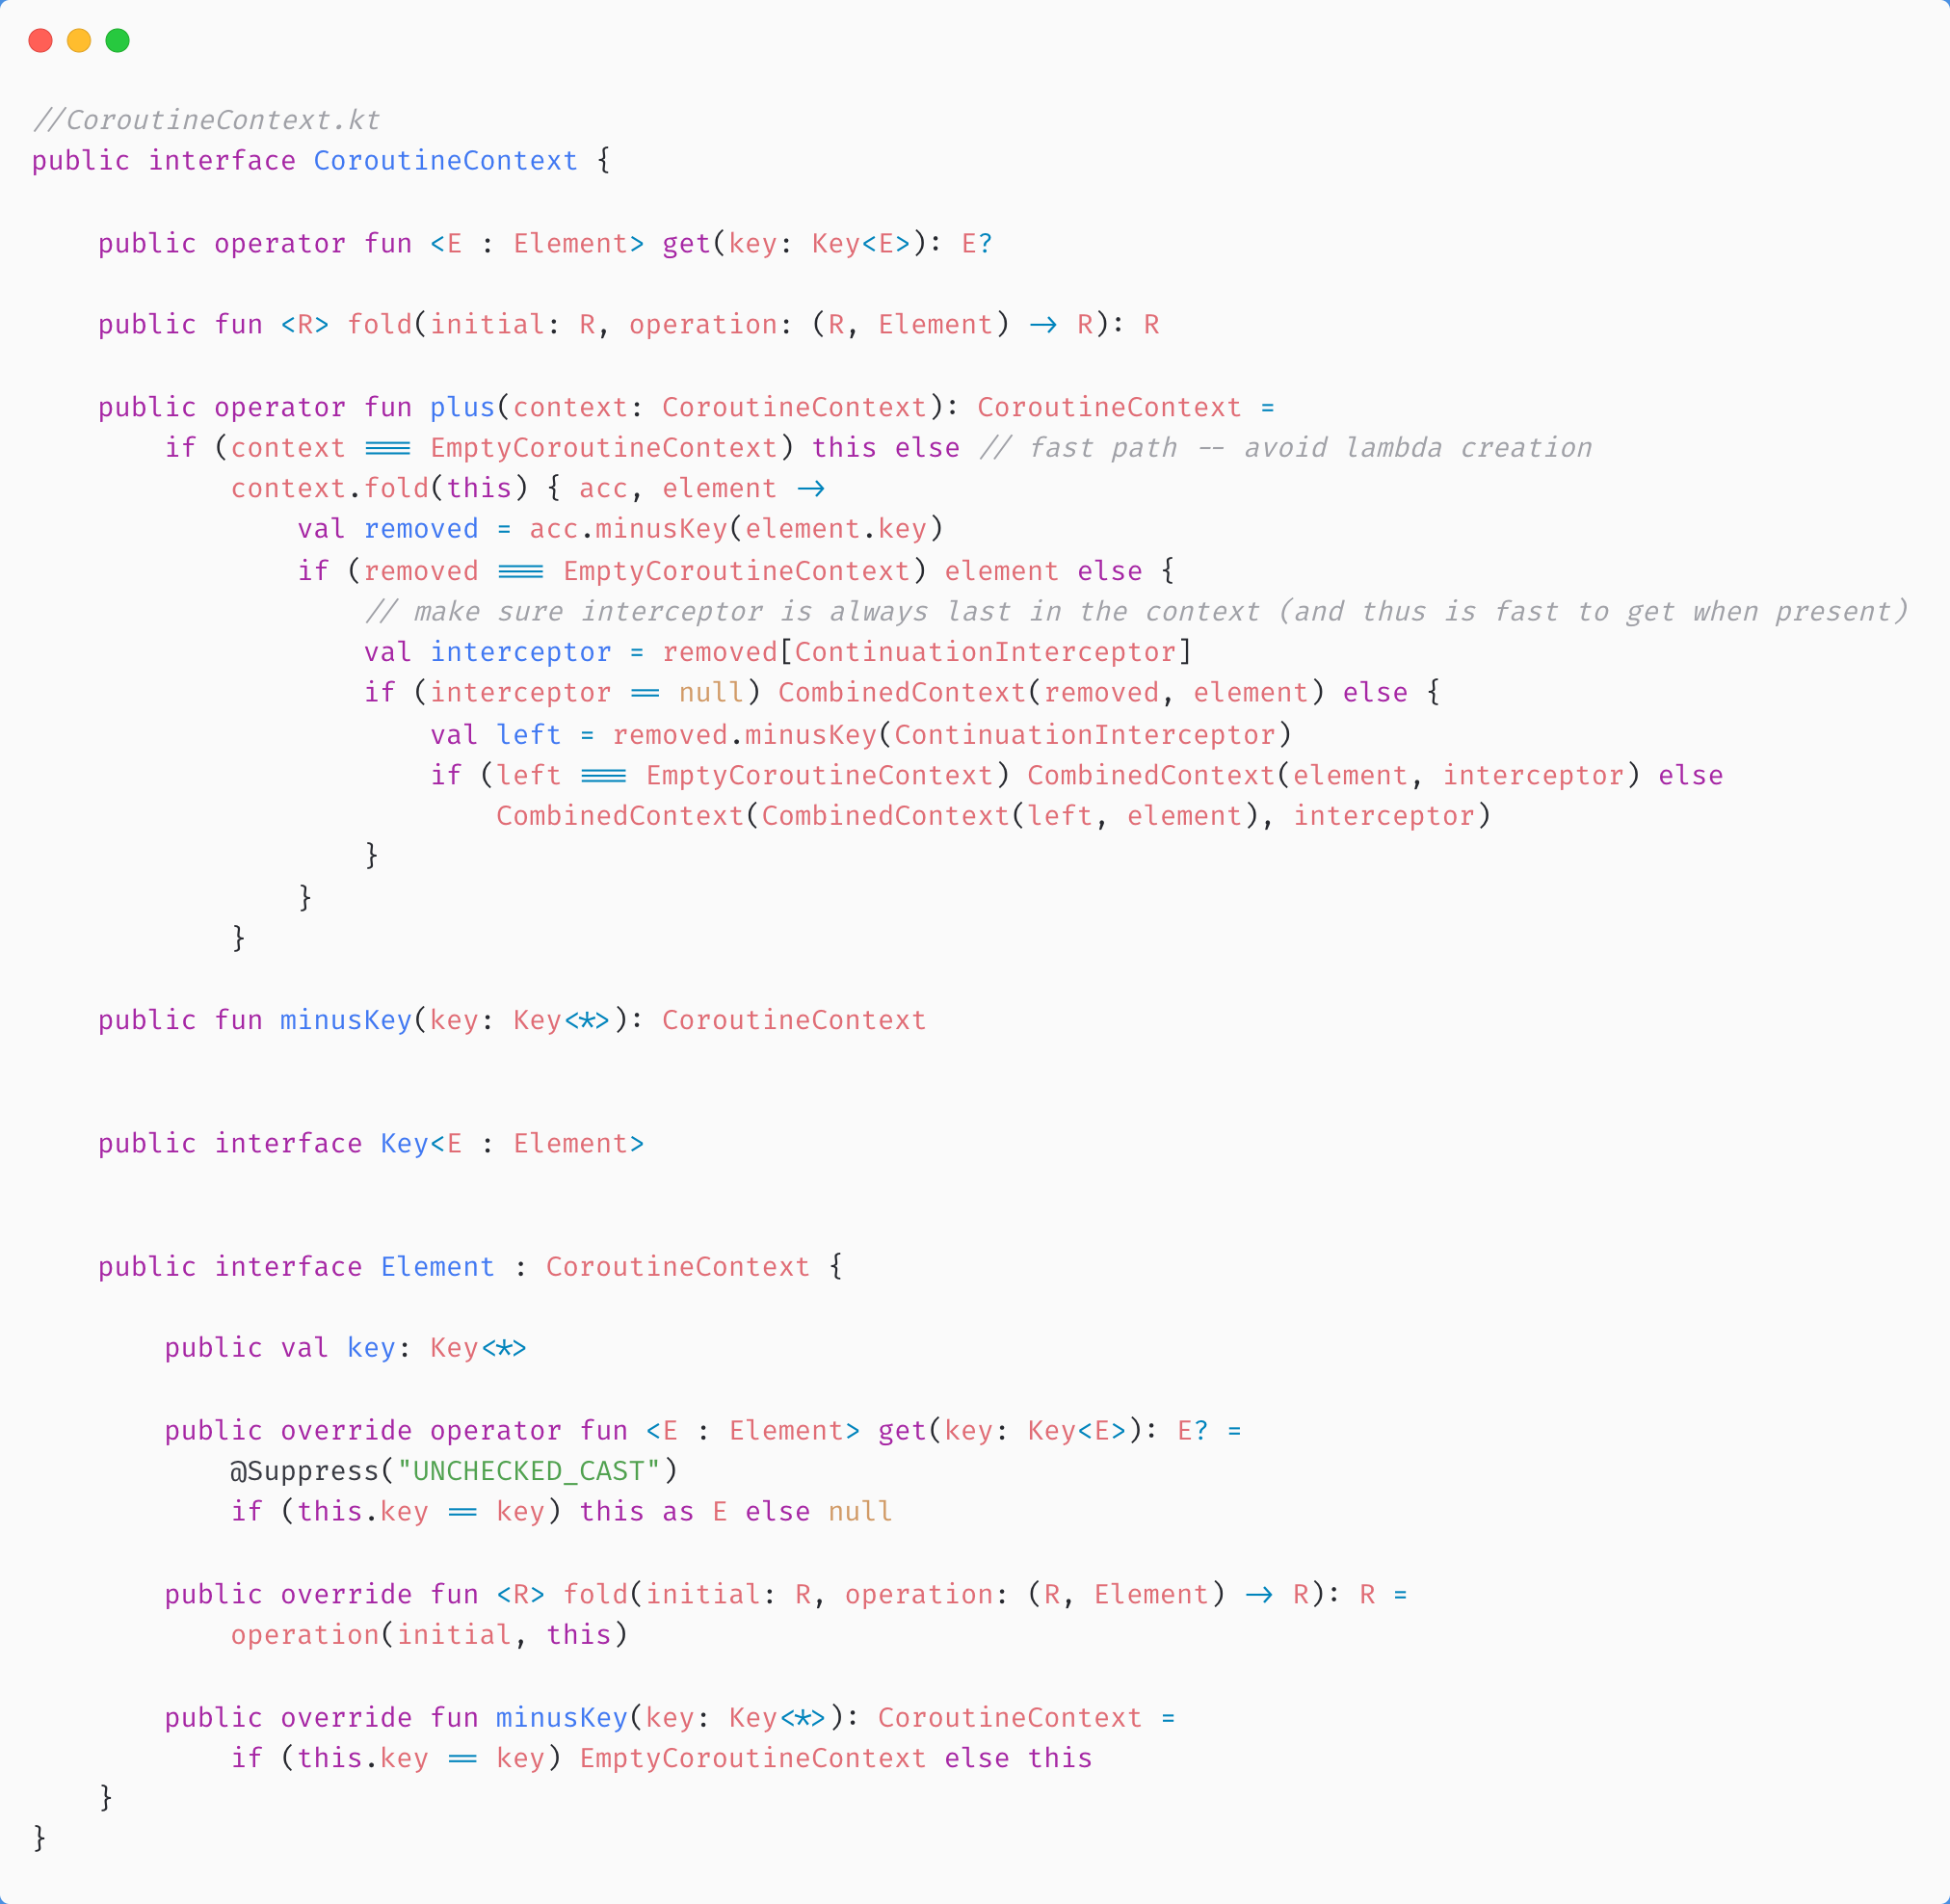 //CoroutineContext.kt
public interface CoroutineContext {
public operator fun <E : Element> get(key: Key<E>): E?
public fun <R> fold(initial: R, operation: (R, Element) -> R): R
public operator fun plus(context: CoroutineContext): CoroutineContext =
if (context === EmptyCoroutineContext) this else // fast path -- avoid lambda creation
context.fold(this) { acc, element ->
val removed = acc.minusKey(element.key)
if (removed === EmptyCoroutineContext) element else {
// make sure interceptor is always last in the context (and thus is fast to get when present)
val interceptor = removed[ContinuationInterceptor]
if (interceptor == null) CombinedContext(removed, element) else {
val left = removed.minusKey(ContinuationInterceptor)
if (left === EmptyCoroutineContext) CombinedContext(element, interceptor) else
CombinedContext(CombinedContext(left, element), interceptor)
}
}
}
public fun minusKey(key: Key<*>): CoroutineContext
public interface Key<E : Element>
public interface Element : CoroutineContext {
public val key: Key<*>
public override operator fun <E : Element> get(key: Key<E>): E? =
@Suppress("UNCHECKED_CAST")
if (this.key == key) this as E else null
public override fun <R> fold(initial: R, operation: (R, Element) -> R): R =
operation(initial, this)
public override fun minusKey(key: Key<*>): CoroutineContext =
if (this.key == key) EmptyCoroutineContext else this
}
}